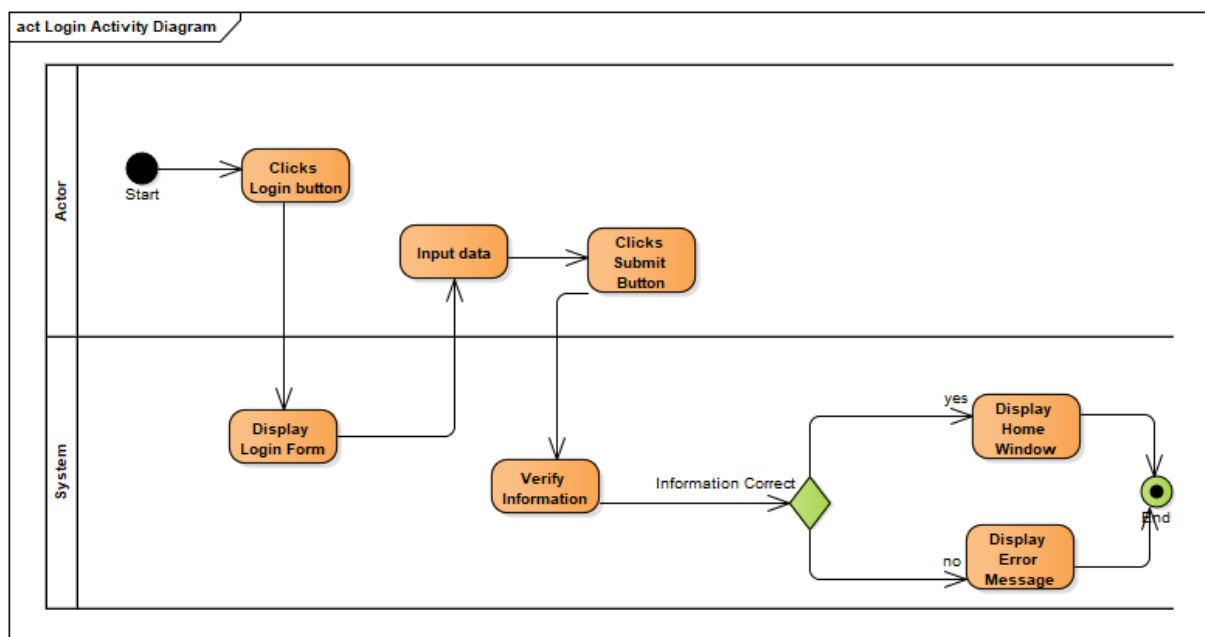 act Login Activity Diagram
Actor
Start
Clicks
Login button
Input data
Clicks
Submit
Button
System
Display
Login Form
Verify
Information
Information Correct
yes
Display
Home
Window
no
Display
Error
Message
End